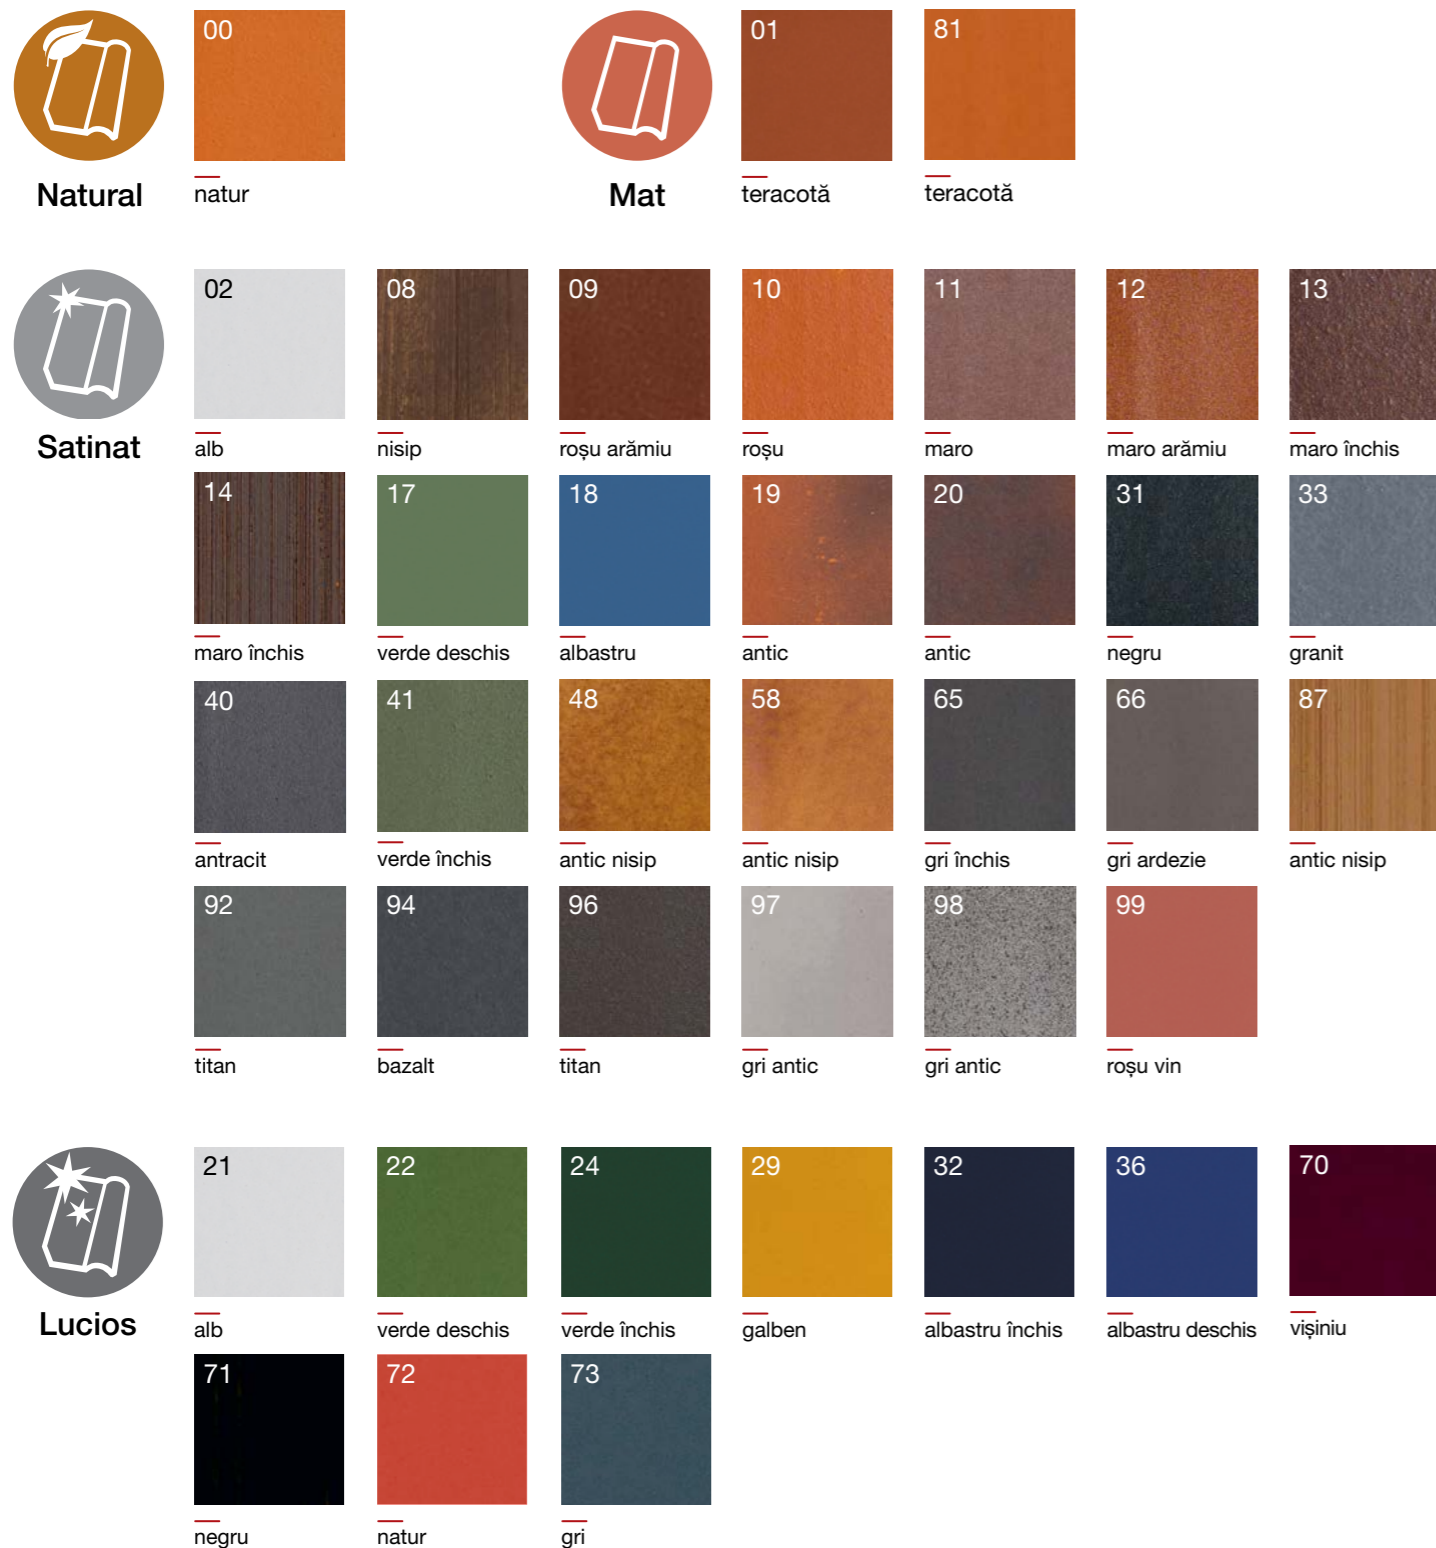 00
01
81
Natural
natur
Mat
teracotă
teracotă
02
08
09
10
11
12
13
Satinat
alb
nisip
roșu arămiu
roșu
maro
maro arămiu
maro închis
14
17
18
19
20
31
33
maro închis
verde deschis
albastru
antic
antic
negru
granit
40
41
48
58
65
66
87
antracit
verde închis
antic nisip
antic nisip
gri închis
gri ardezie
antic nisip
92
94
96
97
98
99
titan
bazalt
titan
gri antic
gri antic
roșu vin
21
22
24
29
32
36
70
Lucios
alb
verde deschis
verde închis
galben
albastru închis
albastru deschis
vișiniu
71
72
73
negru
natur
gri